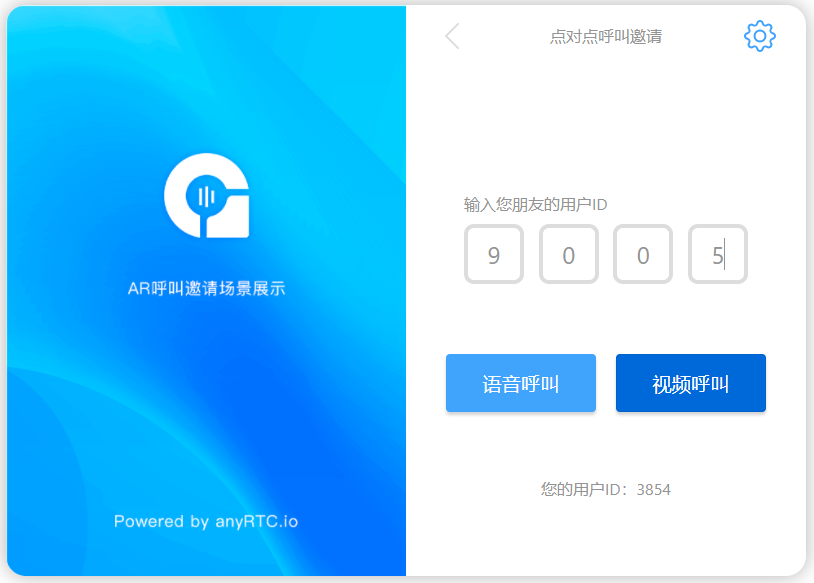 AR呼叫邀请场景展示
Powered by anyRTC.io
点对点呼叫邀请
输入您朋友的用户ID
9 0 0 5
语音呼叫 视频呼叫
您的用户ID：3854